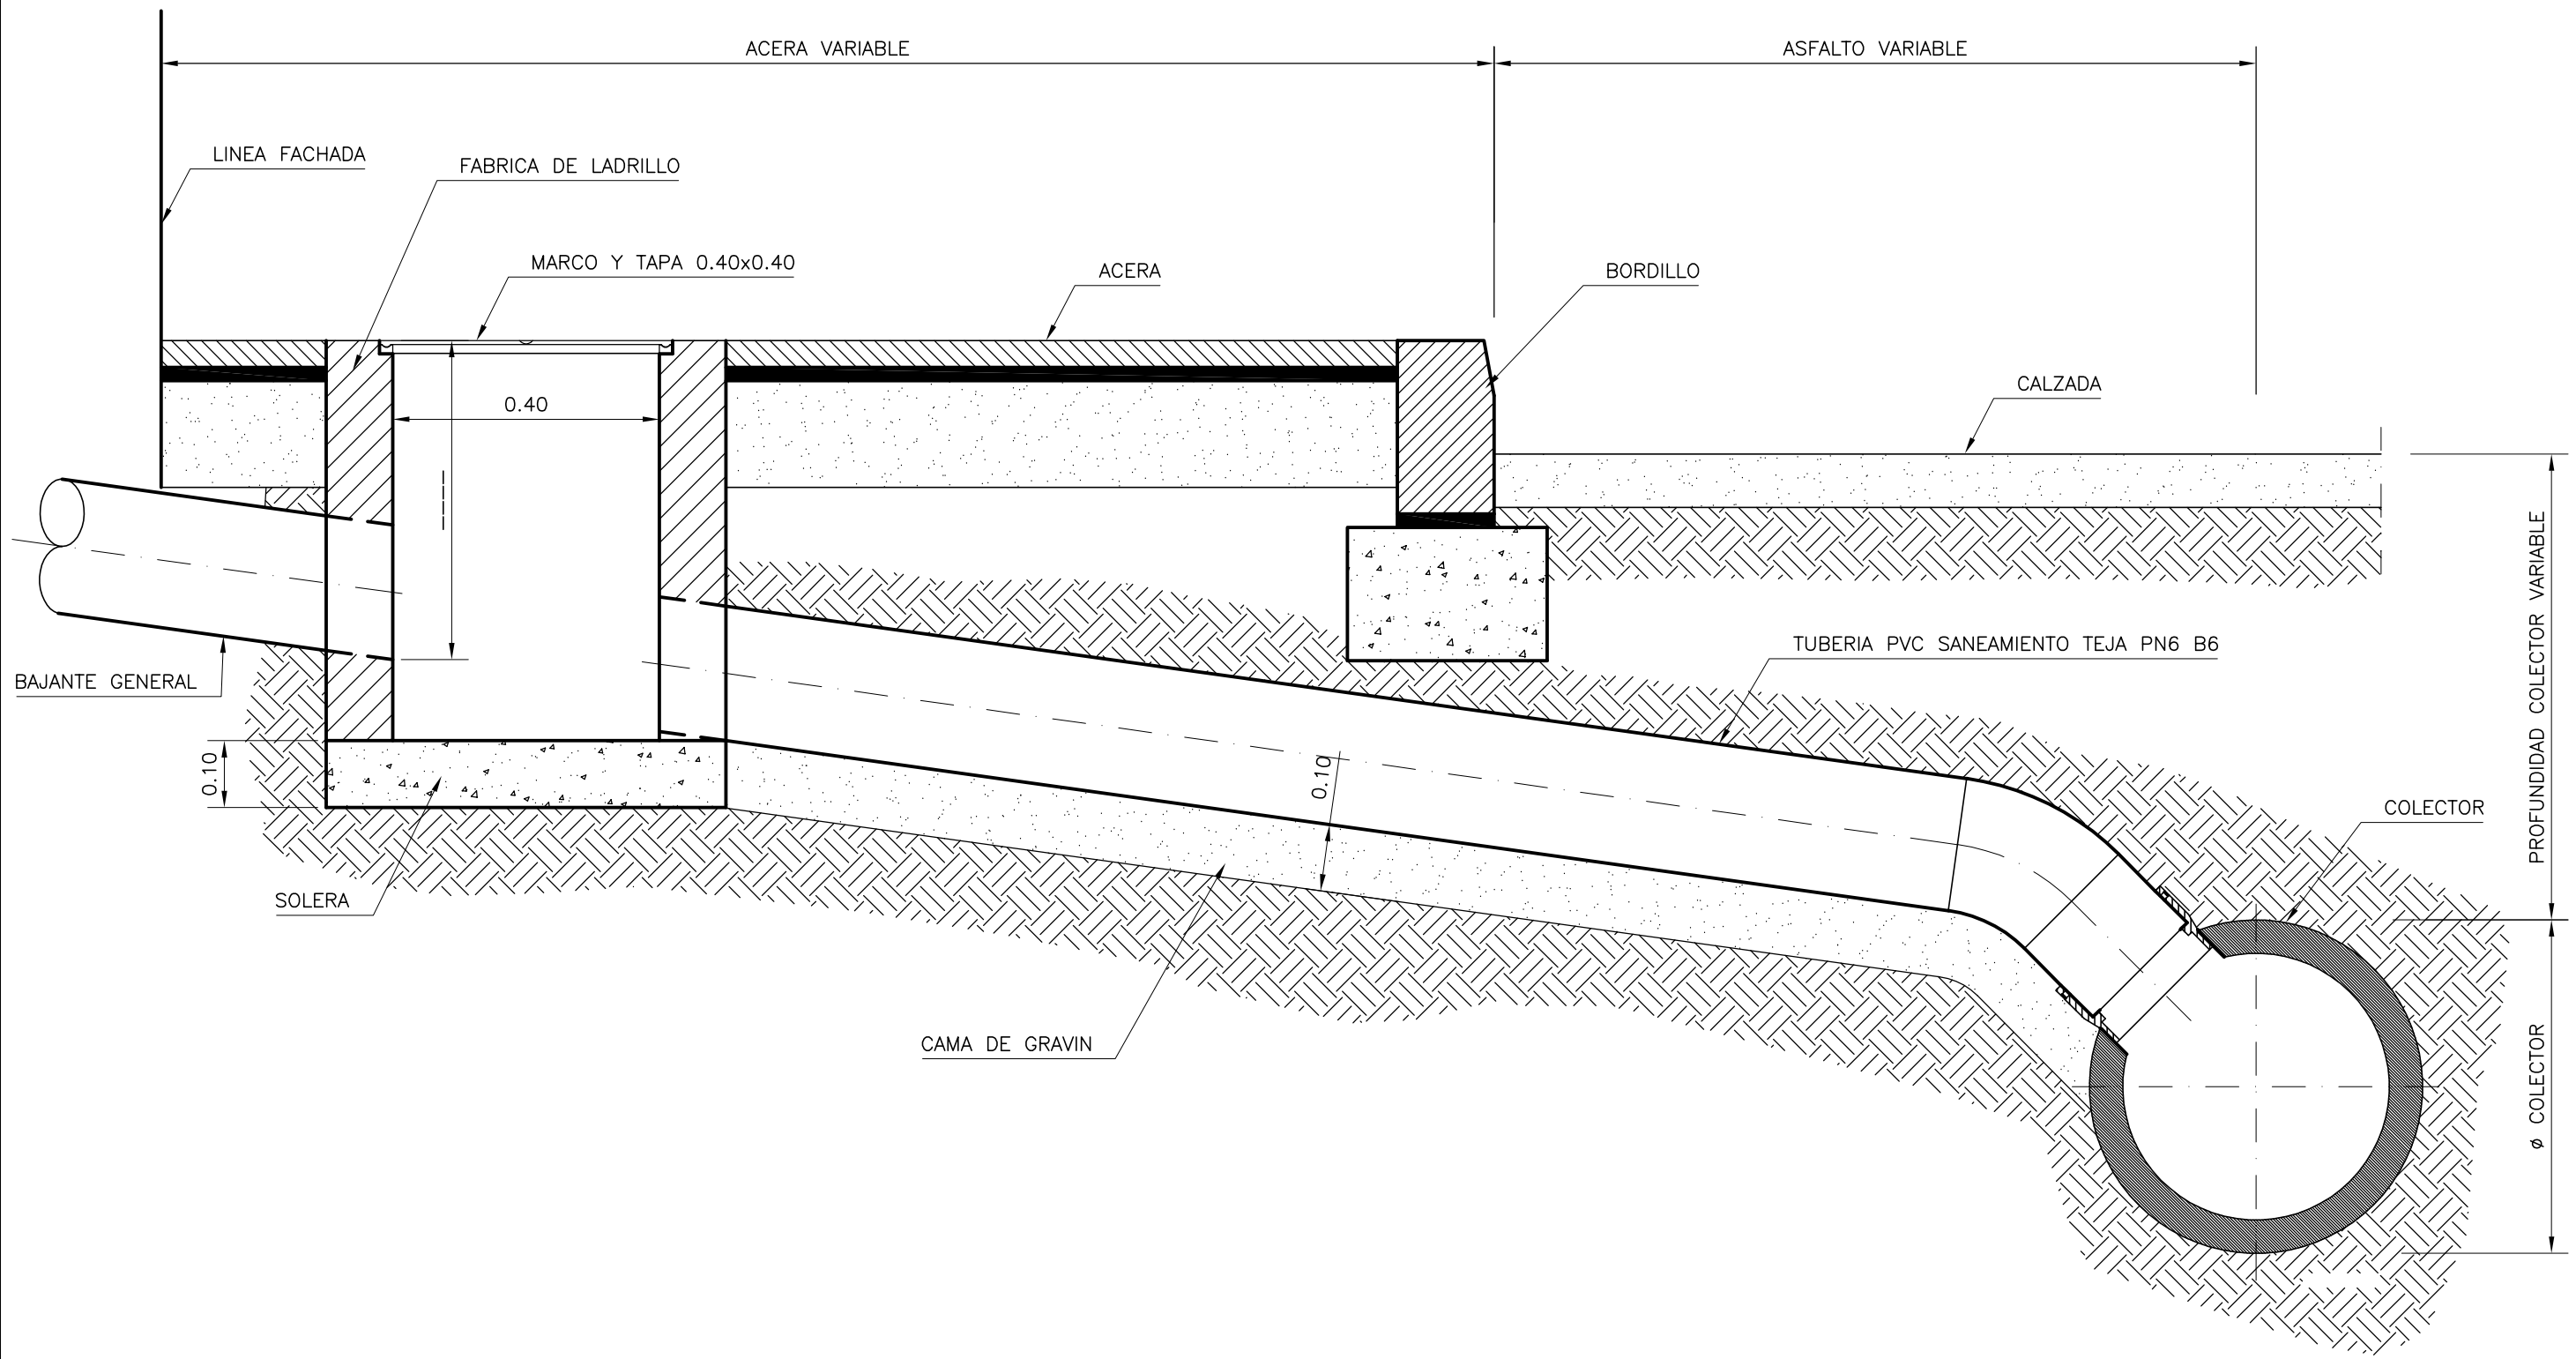 ACERA VARIABLE
ASFALTO VARIABLE
LINEA FACHADA
FABRICA DE LADRILLO
MARCO Y TAPA 0.40x0.40
ACERA
BORDILLO
CALZADA
0.40
PROFUNDIDAD COLECTOR VARIABLE
TUBERIA PVC SANEAMIENTO TEJA PN6 B6
BAJANTE GENERAL
0.10
0.10
COLECTOR
SOLERA
CAMA DE GRAVIN
ø COLECTOR